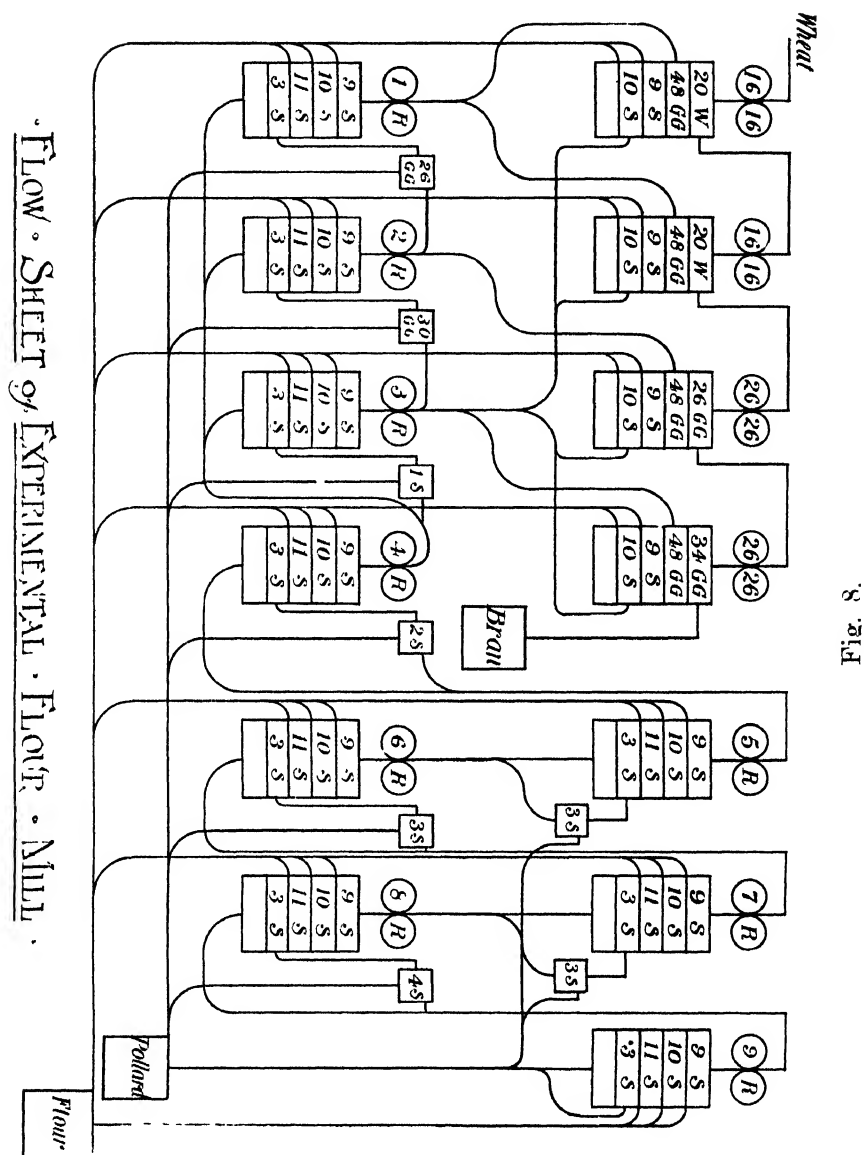 Fig. 8.
Wheat
16 16
20 W
48 GG
9 S
10 S
16 16
20 W
48 GG
9 S
10 S
26 26
26 GG
48 GG
9 S
10 S
26 26
34 GG
48 GG
9 S
10 S
Bran
5 R
9 S
10 S
11 S
3 S
3 S
7 R
9 S
10 S
11 S
3 S
3 S
9 R
9 S
10 S
11 S
3 S
1 R
9 S
10 S
11 S
3 S
26 GG
2 R
9 S
10 S
11 S
3 S
30 GG
3 R
9 S
10 S
11 S
3 S
1 S
4 R
9 S
10 S
11 S
3 S
2 S
6 R
9 S
10 S
11 S
3 S
3 S
8 R
9 S
10 S
11 S
3 S
4 S
Pollard
Flour
· FLOW · SHEET of EXPERIMENTAL · FLOUR · MILL ·